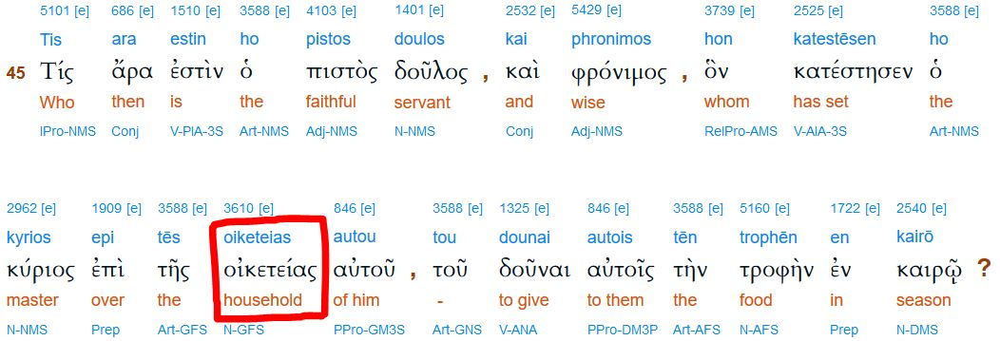 5101 [e] 686 [e] 1510 [e] 3588 [e] 4103 [e] 1401 [e] 2532 [e] 5429 [e] 3739 [e] 2525 [e] 3588 [e]
Tis ara estin ho pistos doulos kai phronimos hon katestēsen ho
45 Τίς ἄρα ἐστὶν ὁ πιστὸς δοῦλος , καὶ φρόνιμος , ὃν κατέστησεν ὁ
Who then is the faithful servant and wise whom has set the
IPro-NMS Conj V-PIA-3S Art-NMS Adj-NMS N-NMS Conj Adj-NMS RelPro-AMS V-AIA-3S Art-NMS
2962 [e] 1909 [e] 3588 [e] 3610 [e] 846 [e] 3588 [e] 1325 [e] 846 [e] 3588 [e] 5160 [e] 1722 [e] 2540 [e]
kyrios epi tēs oiketeias autou tou dounai autois tēn trophēn en kairō
κύριος ἐπὶ τῆς οἰκετείας αὐτοῦ , τοῦ δοῦναι αὐτοῖς τὴν τροφὴν ἐν καιρῷ ?
master over the household of him - to give to them the food in season
N-NMS Prep Art-GFS N-GFS PPro-GM3S Art-GNS V-ANA PPro-DM3P Art-AFS N-AFS Prep N-DMS